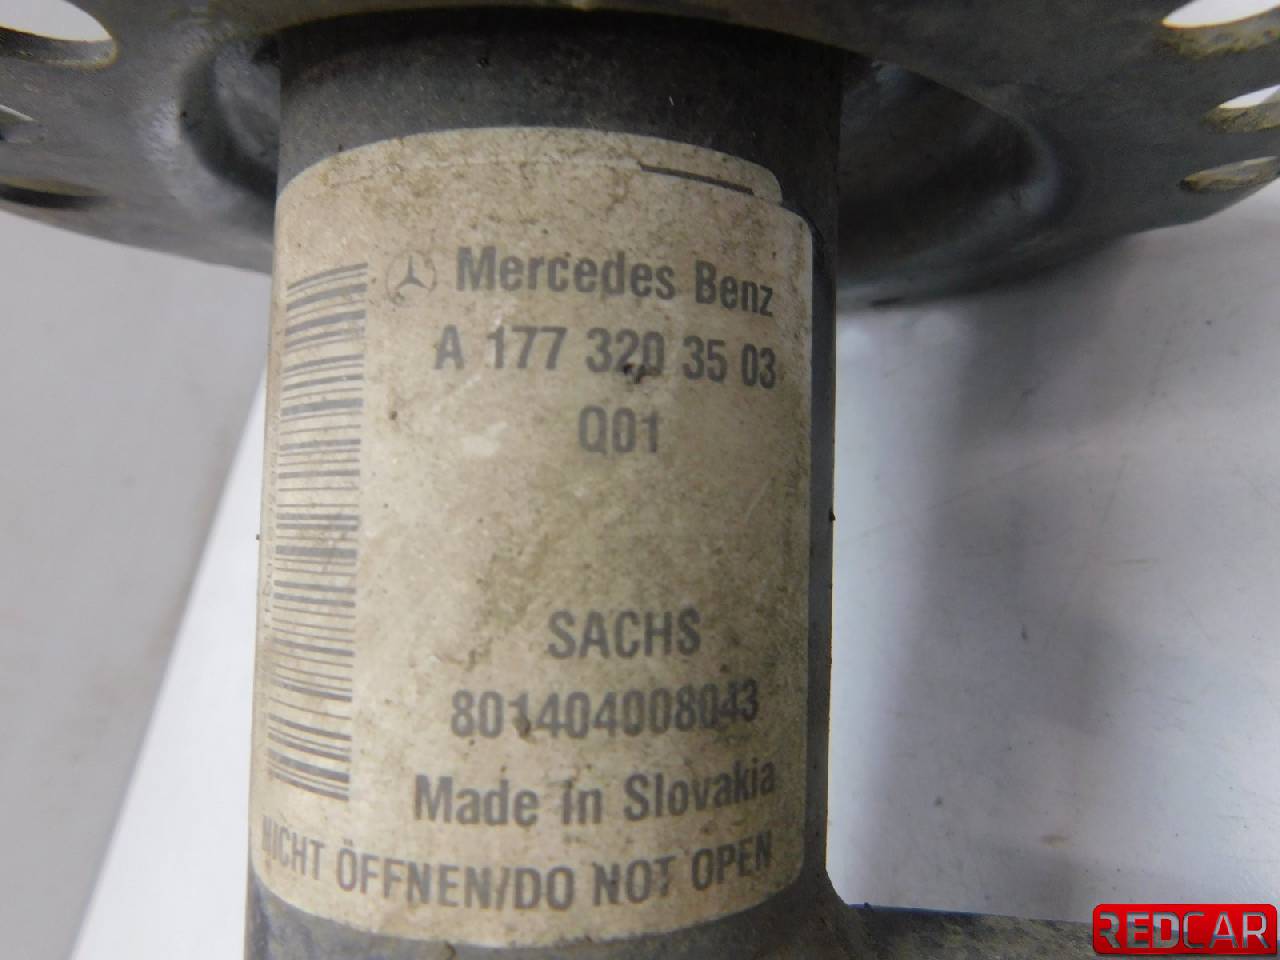 Mercedes Benz
A 177 320 35 03
Q01
SACHS
801404008043
Made in Slovakia
NICHT ÖFFNEN/DO NOT OPEN
REDCAR